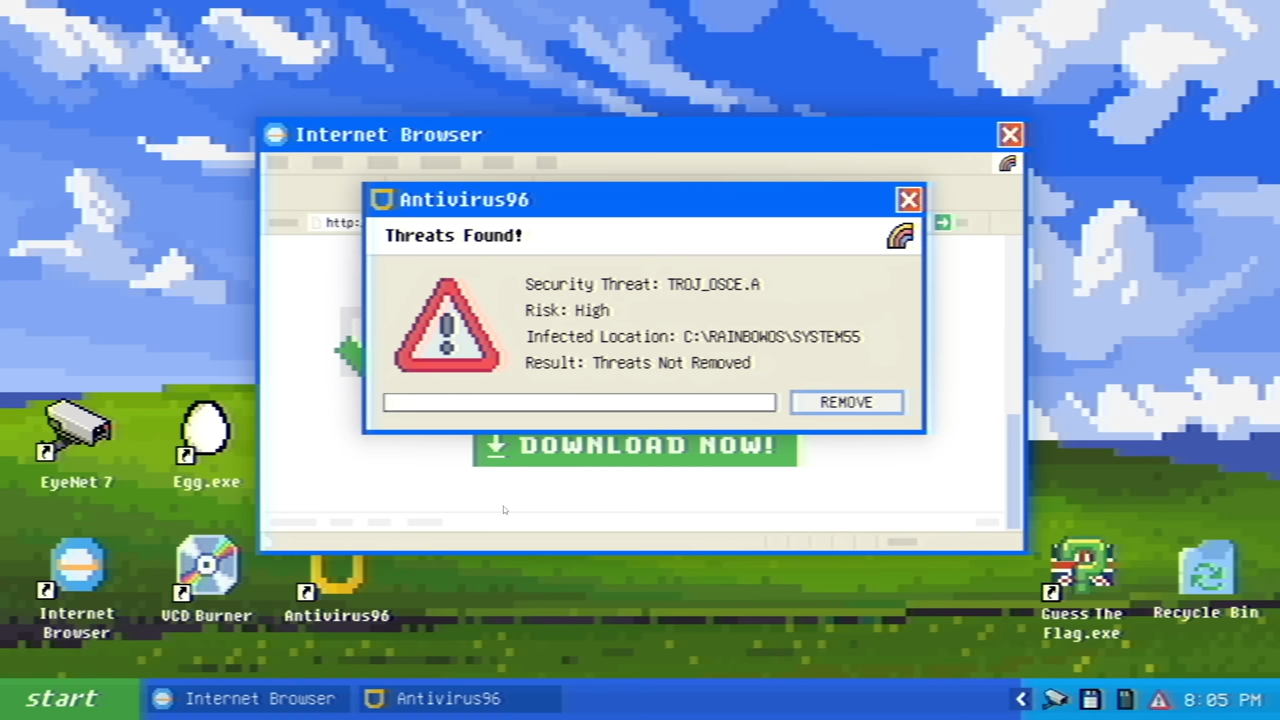 Internet Browser
Antivirus96
http:
Threats Found!
Security Threat: TROJ_OSCE.A
Risk: High
Infected Location: C:\RAINBOWOS\SYSTEM55
Result: Threats Not Removed
REMOVE
DOWNLOAD NOW!
EyeNet 7
Egg.exe
Internet
Browser
VCD Burner
Antivirus96
Guess The
Flag.exe
Recycle Bin
start
Internet Browser
Antivirus96
8:05 PM